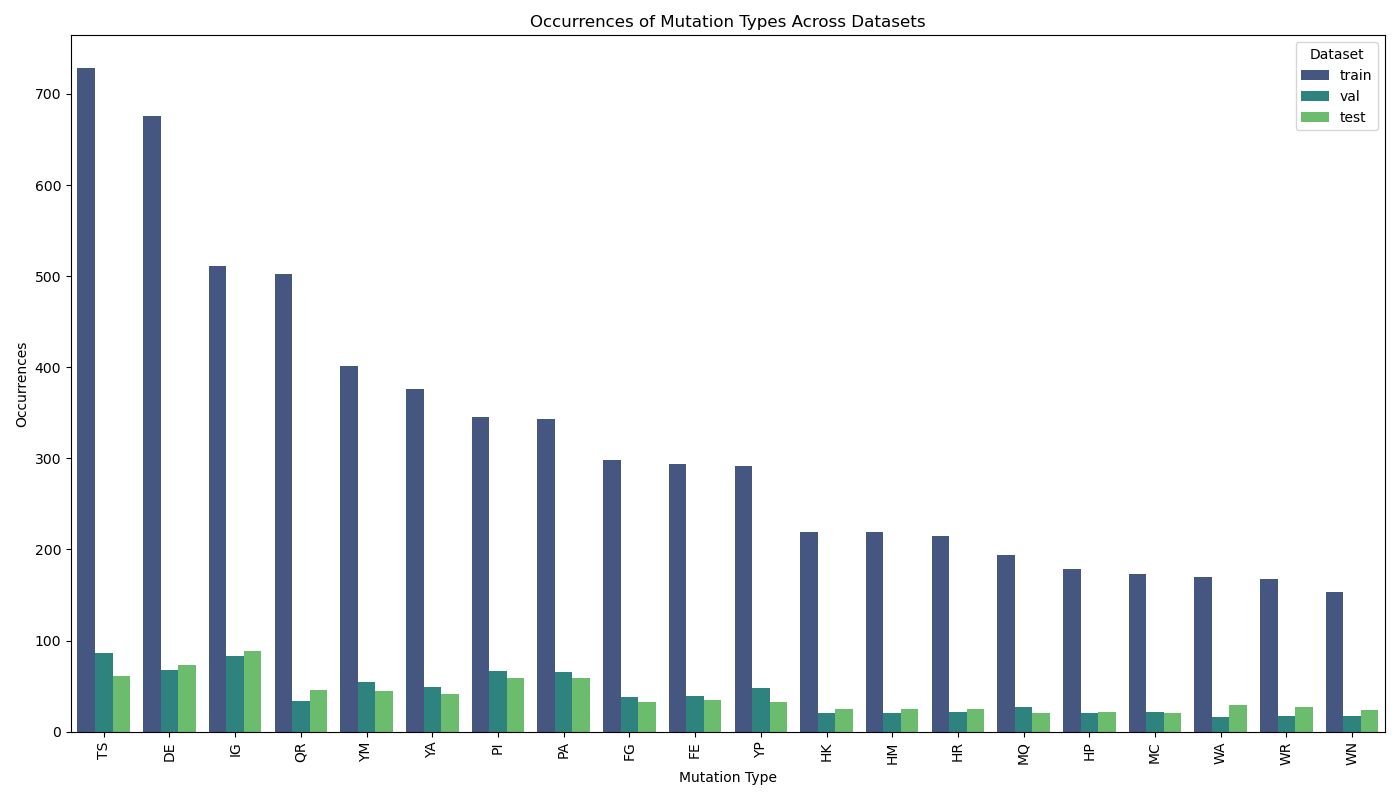 Occurrences of Mutation Types Across Datasets
Dataset
train
val
test
Occurrences
700
600
500
400
300
200
100
0
TS DE IG QR YM YA PI PA FG FE YP HK HM HR MQ HP MC WA WR WN
Mutation Type